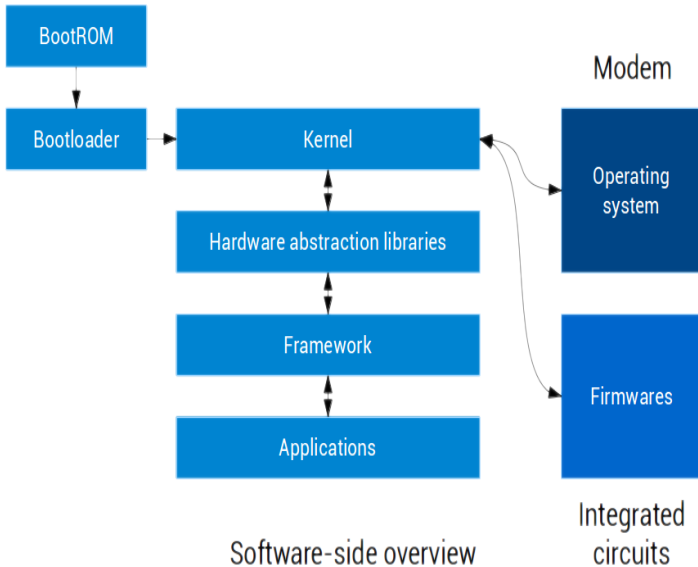 BootROM
Modem
Bootloader
Kernel
Operating
system
Hardware abstraction libraries
Framework
Firmwares
Applications
Software-side overview
Integrated
circuits